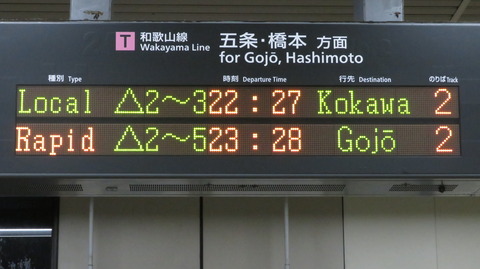 T 和歌山線 五条・橋本 方面
Wakayama Line for Gojō, Hashimoto
種別 Type 時刻 Departure Time 行先 Destination のりば Track
Local △2〜3 22:27 Kokawa 2
Rapid △2〜5 23:28 Gojō 2